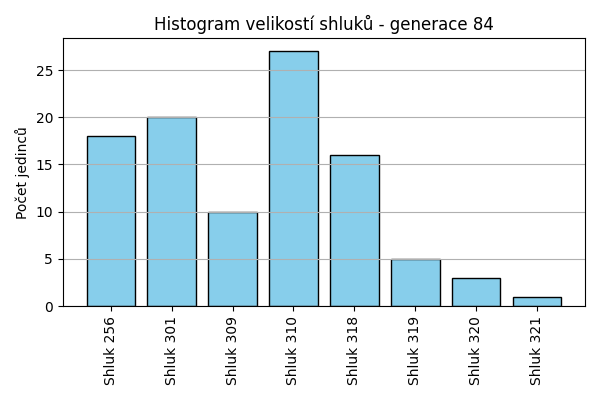 Histogram velikostí shluků - generace 84
Počet jedinců
25
20
15
10
5
0
Shluk 256
Shluk 301
Shluk 309
Shluk 310
Shluk 318
Shluk 319
Shluk 320
Shluk 321